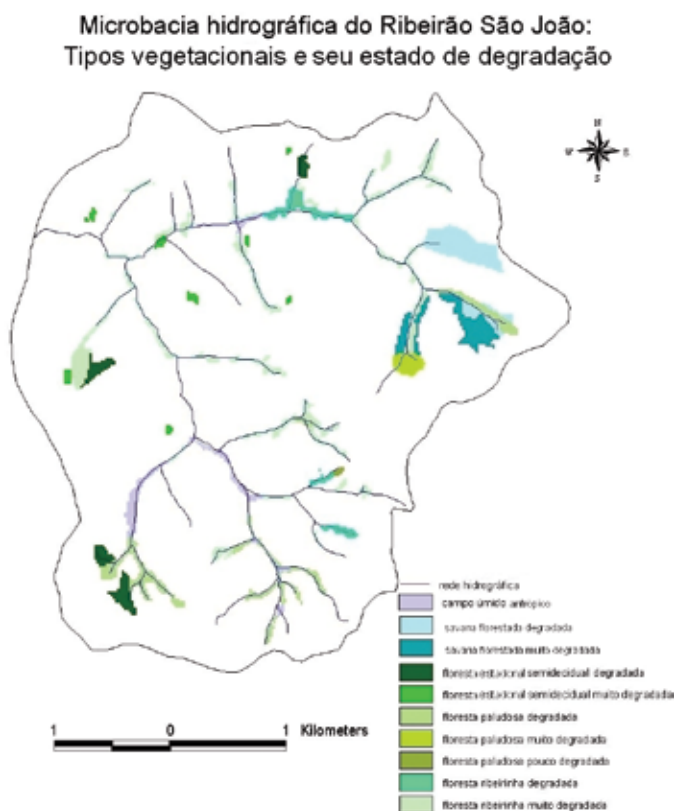 Microbacia hidrográfica do Ribeirão São João:
Tipos vegetacionais e seu estado de degradação
N
W E
S
rede hidrográfica
campo úmido antrópico
savana florestada degradada
savana florestada muito degradada
floresta estadonal semidecidual degradada
floresta estadonal semidecidual muito degradada
floresta paludosa degradada
floresta paludosa muito degradada
floresta paludosa pouco degradada
floresta ribeirinha degradada
floresta ribeirinha muito degradada
1 0 1 Kilometers